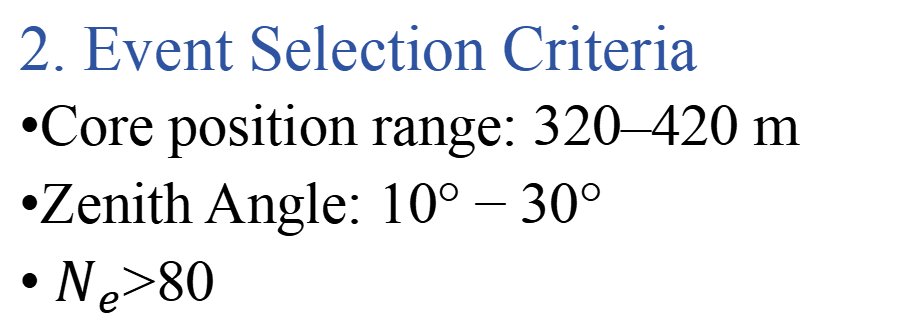 2. Event Selection Criteria
•Core position range: 320–420 m
•Zenith Angle: 10° − 30°
• 𝑁ₑ>80